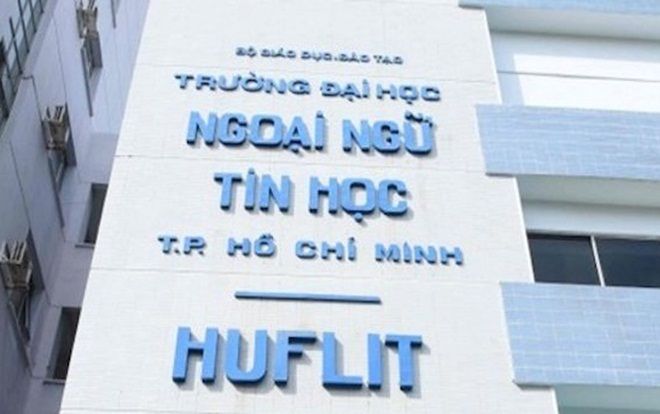 BỘ GIÁO DỤC ĐÀO TẠO
TRƯỜNG ĐẠI HỌC
NGOẠI NGỮ
TIN HỌC
T.P. HỒ CHÍ MINH
HUFLIT